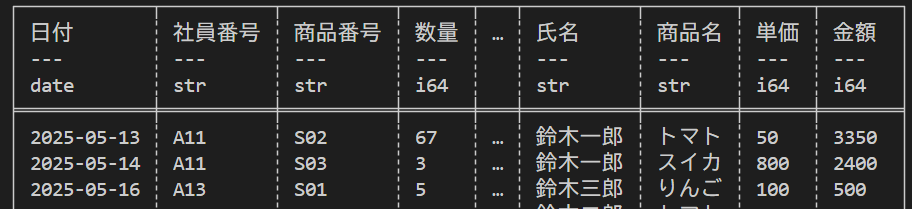 日付 社員番号 商品番号 数量 … 氏名 商品名 単価 金額
--- --- --- --- --- --- --- ---
date str str i64 str str i64 i64
2025-05-13 A11 S02 67 … 鈴木一郎 トマト 50 3350
2025-05-14 A11 S03 3 … 鈴木一郎 スイカ 800 2400
2025-05-16 A13 S01 5 … 鈴木三郎 りんご 100 500